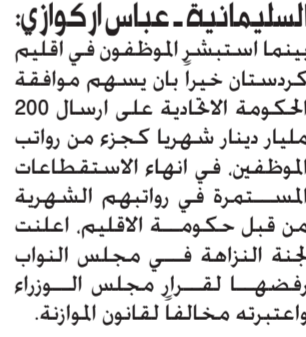 السليمانية ـ عباس اركوازي:
بينما استبشر الموظفون في اقليم
كردستان خيراً بان يسهم موافقة
الحكومة الاتحادية على ارسال 200
مليار دينار شهريا كجزء من رواتب
الموظفين، في انهاء الاستقطاعات
المستمرة في رواتبهم الشهرية
من قبل حكومة الاقليم، اعلنت
لجنة النزاهة في مجلس النواب
رفضها لقرار مجلس الوزراء
واعتبرته مخالفاً لقانون الموازنة.